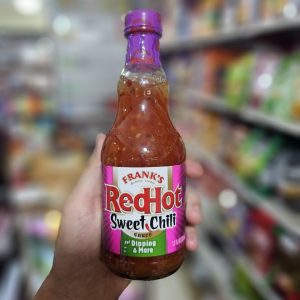 FRANK'S
REDHOT
Sweet Chili
SAUCE
For Dipping
& More